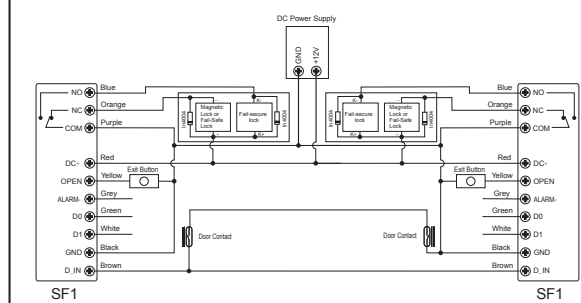 DC Power Supply
GND
+12V
NO
Blue
NC
Orange
COM
Purple
In4004
Magnetic
Lock or
Fail-Safe
Lock
-
+
K-
Fail-secure
lock
K+
In4004
DC+
Red
OPEN
Yellow
Exit Button
ALARM-
Grey
D0
Green
D1
White
GND
Black
D_IN
Brown
Door Contact
SF1
In4004
K-
Fail-secure
lock
K+
-
Magnetic
Lock or
Fail-Safe
Lock
+
In4004
Blue
NO
Orange
NC
Purple
COM
Red
DC+
Exit Button
Yellow
OPEN
Grey
ALARM-
Green
D0
White
D1
Door Contact
Black
GND
Brown
D_IN
SF1